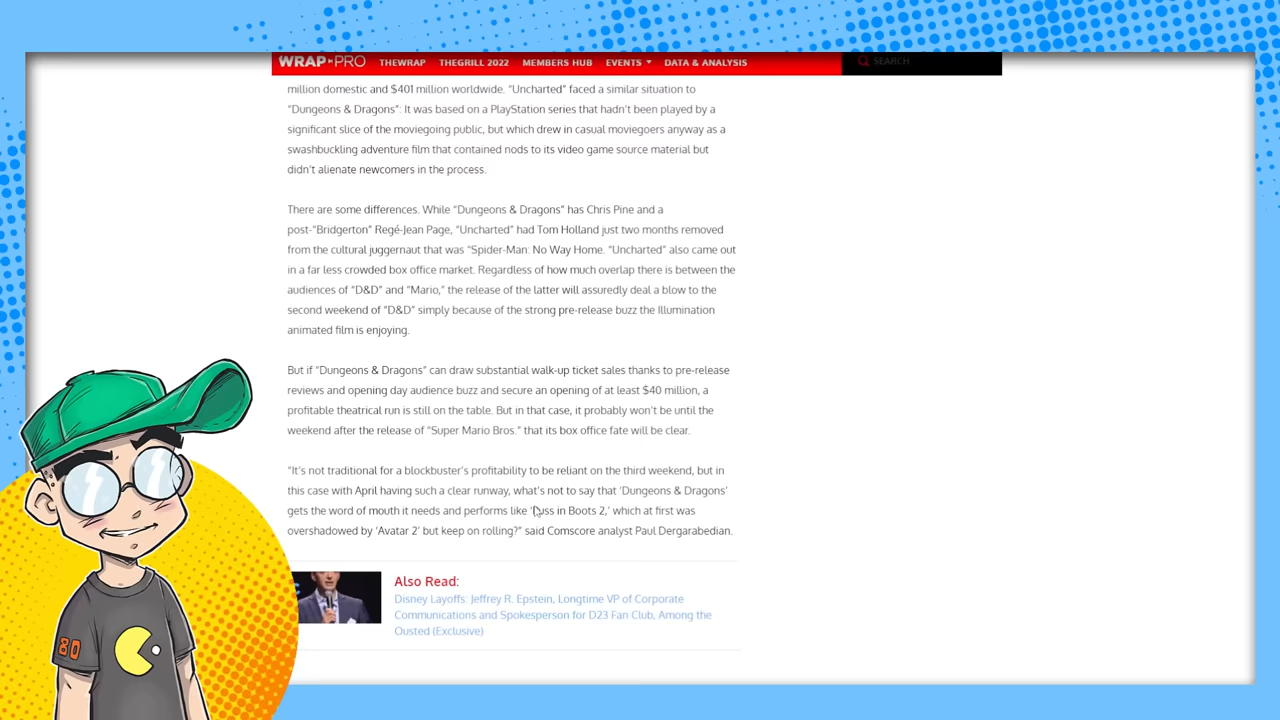 WRAP PRO THEWRAP THEGRILL 2022 MEMBERS HUB EVENTS DATA & ANALYSIS SEARCH
million domestic and $401 million worldwide. “Uncharted” faced a similar situation to
“Dungeons & Dragons”: It was based on a PlayStation series that hadn’t been played by a
significant slice of the moviegoing public, but which drew in casual moviegoers anyway as a
swashbuckling adventure film that contained nods to its video game source material but
didn’t alienate newcomers in the process.
There are some differences. While “Dungeons & Dragons” has Chris Pine and a
post-“Bridgerton” Regé-Jean Page, “Uncharted” had Tom Holland just two months removed
from the cultural juggernaut that was “Spider-Man: No Way Home. “Uncharted” also came out
in a far less crowded box office market. Regardless of how much overlap there is between the
audiences of “D&D” and “Mario,” the release of the latter will assuredly deal a blow to the
second weekend of “D&D” simply because of the strong pre-release buzz the Illumination
animated film is enjoying.
But if “Dungeons & Dragons” can draw substantial walk-up ticket sales thanks to pre-release
reviews and opening day audience buzz and secure an opening of at least $40 million, a
profitable theatrical run is still on the table. But in that case, it probably won’t be until the
weekend after the release of “Super Mario Bros.” that its box office fate will be clear.
“It’s not traditional for a blockbuster’s profitability to be reliant on the third weekend, but in
this case with April having such a clear runway, what’s not to say that ‘Dungeons & Dragons’
gets the word of mouth it needs and performs like ‘Puss in Boots 2,’ which at first was
overshadowed by ‘Avatar 2’ but keep on rolling?” said Comscore analyst Paul Dergarabedian.
Also Read:
Disney Layoffs: Jeffrey R. Epstein, Longtime VP of Corporate
Communications and Spokesperson for D23 Fan Club, Among the
Ousted (Exclusive)
80